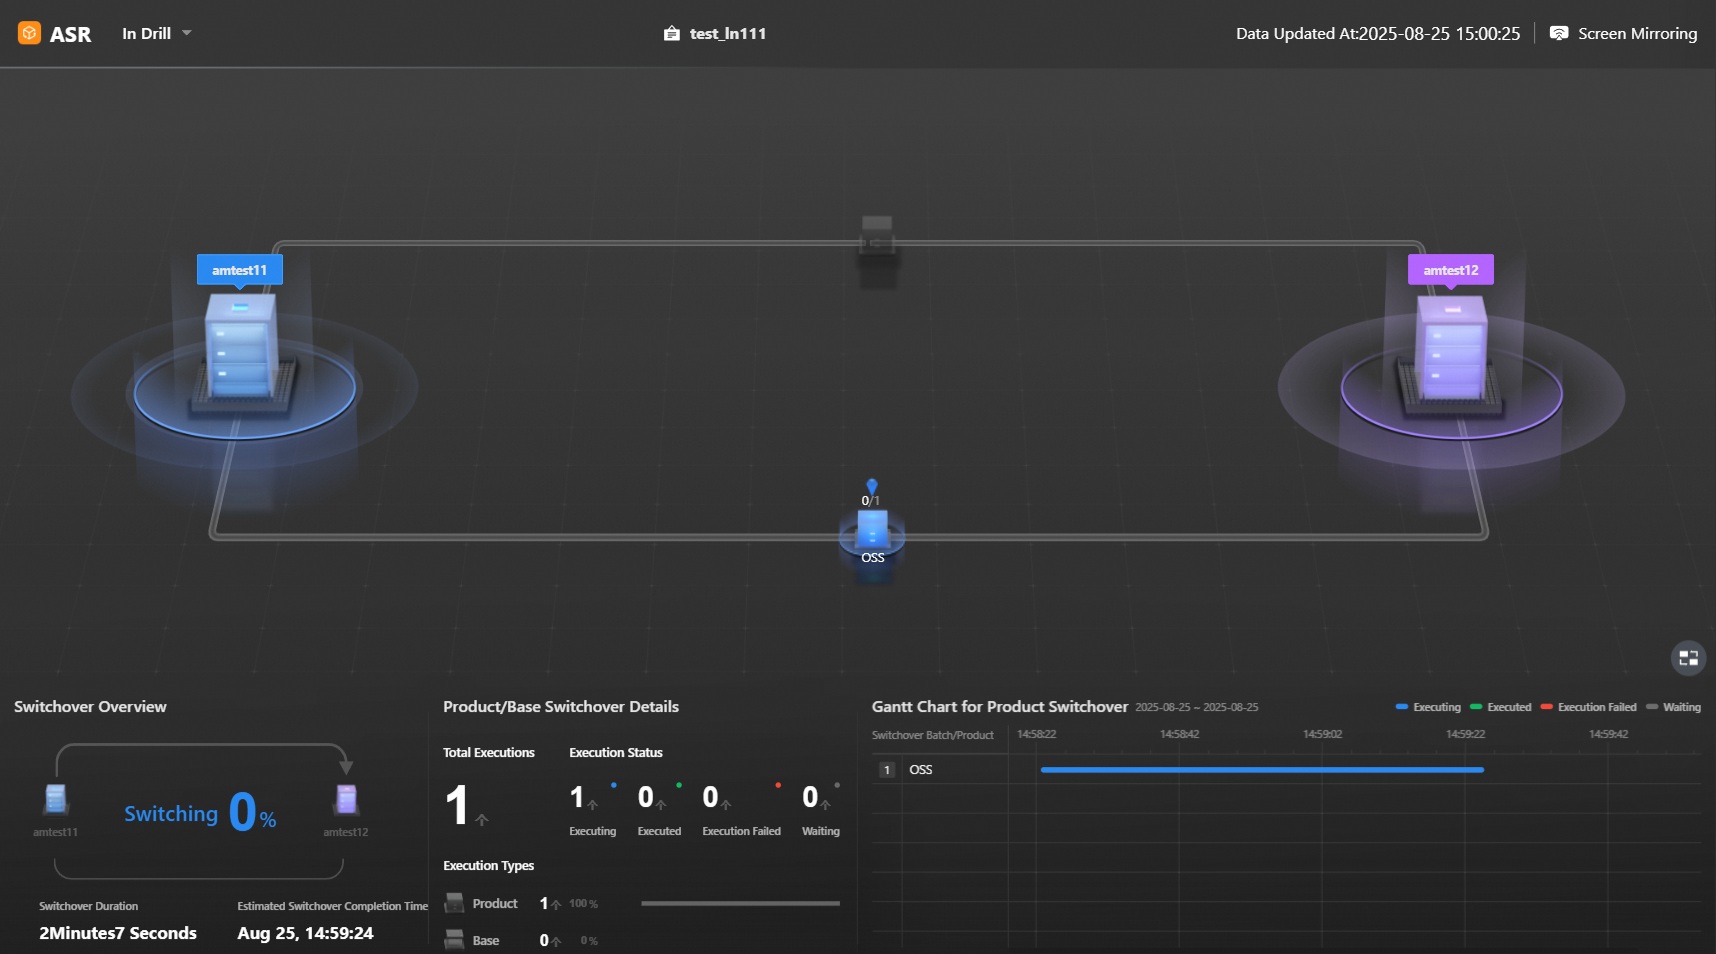 ASR
In Drill
test_ln111
Data Updated At:2025-08-25 15:00:25
Screen Mirroring
amtest11
amtest12
0/1
OSS
Switchover Overview
amtest11
Switching 0%
amtest12
Switchover Duration
2Minutes7 Seconds
Estimated Switchover Completion Time
Aug 25, 14:59:24
Product/Base Switchover Details
Total Executions
1
Execution Status
1
Executing
0
Executed
0
Execution Failed
0
Waiting
Execution Types
Product 1 100 %
Base 0 0 %
Gantt Chart for Product Switchover 2025-08-25 ~ 2025-08-25
Executing Executed Execution Failed Waiting
Switchover Batch/Product 14:58:22 14:58:42 14:59:02 14:59:22 14:59:42
1 OSS